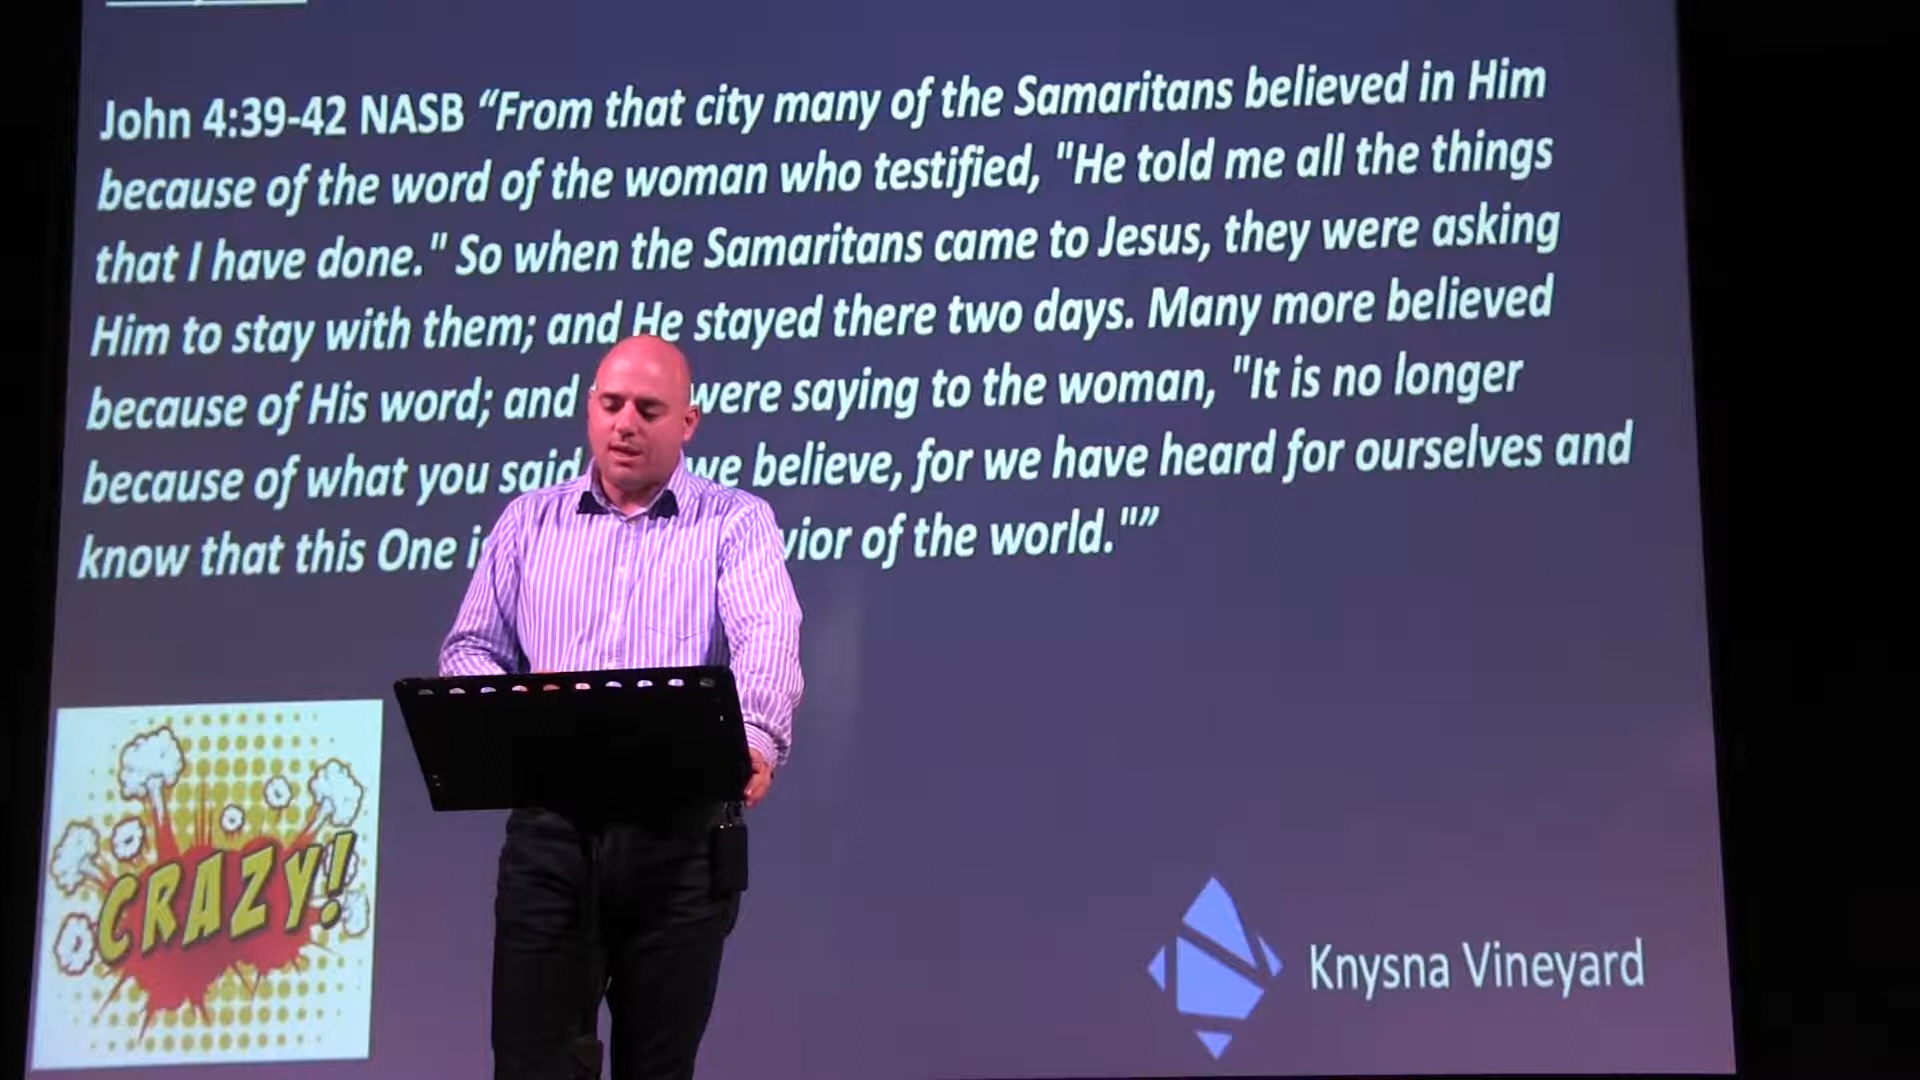 John 4:39-42 NASB “From that city many of the Samaritans believed in Him
because of the word of the woman who testified, "He told me all the things
that I have done." So when the Samaritans came to Jesus, they were asking
Him to stay with them; and He stayed there two days. Many more believed
because of His word; and were saying to the woman, "It is no longer
because of what you said we believe, for we have heard for ourselves and
know that this One of the world."”
CRAZY!
Knysna Vineyard